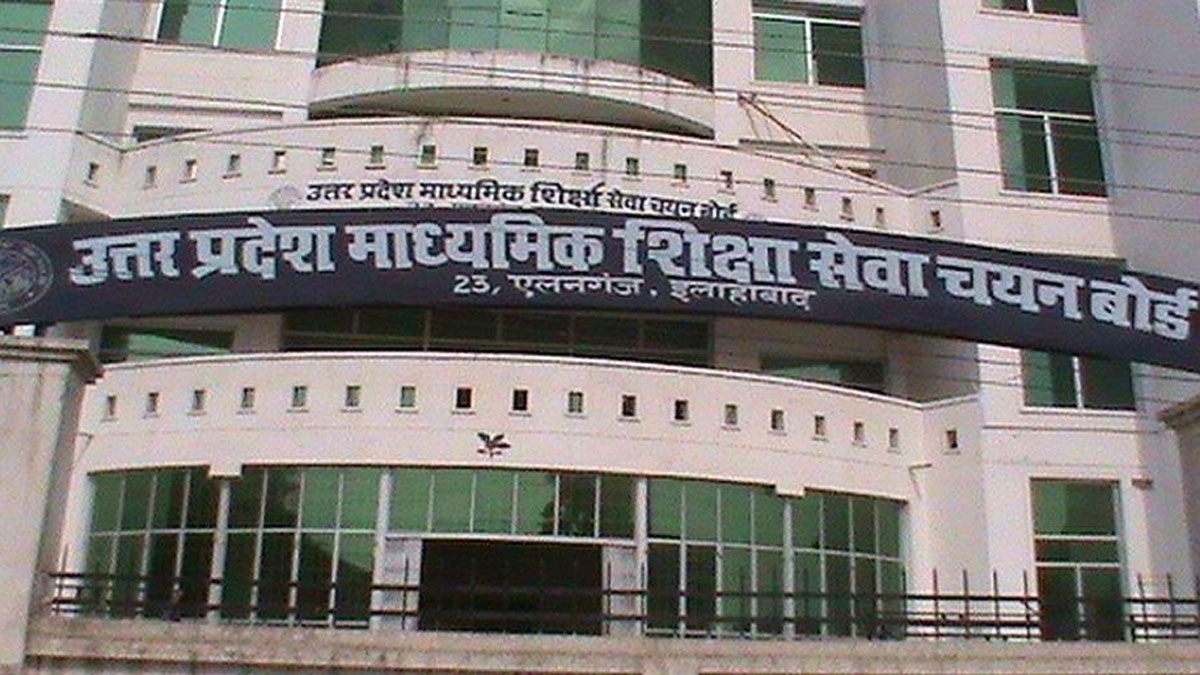 उत्तर प्रदेश माध्यमिक शिक्षा सेवा चयन बोर्ड
उत्तर प्रदेश माध्यमिक शिक्षा सेवा चयन बोर्ड
23, एलनगंज, इलाहाबाद